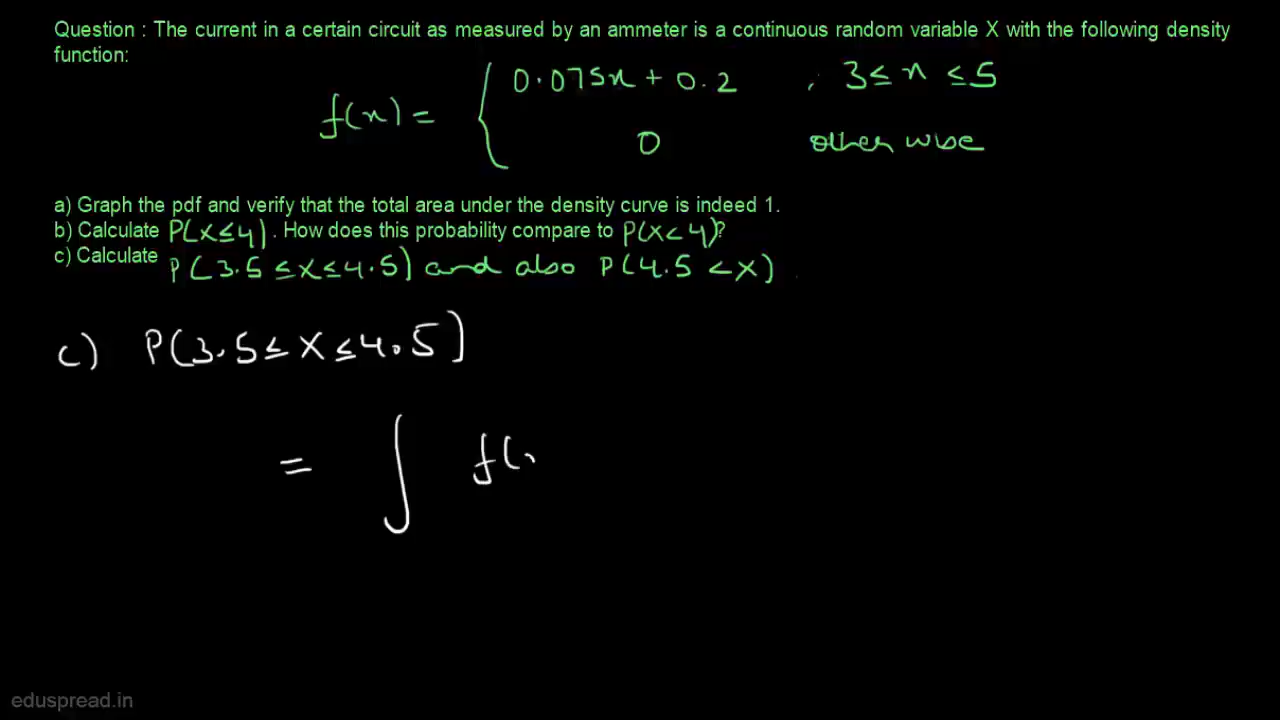 Question : The current in a certain circuit as measured by an ammeter is a continuous random variable X with the following density
function:
f(x) = { 0.075x + 0.2 , 3 ≤ x ≤ 5
0 otherwise
a) Graph the pdf and verify that the total area under the density curve is indeed 1.
b) Calculate P(X≤4). How does this probability compare to P(X<4)?
c) Calculate P(3.5 ≤X≤4.5) and also P(4.5 <X)
c) P(3.5≤X≤4.5)
= ∫ f(
eduspread.in